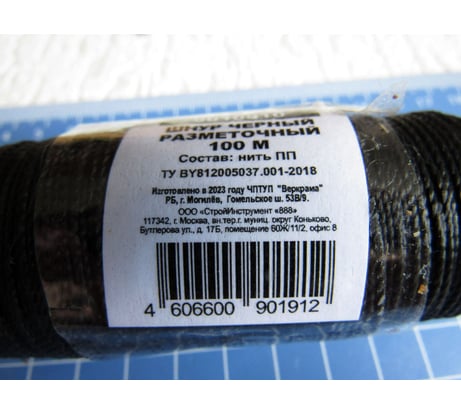 ШНУР ЧЕРНЫЙ
РАЗМЕТОЧНЫЙ
100 М
Состав: нить ПП
ТУ BY812005037.001-2018
Изготовлено в 2023 году ЧПТУП "Веркрама"
РБ, г. Могилёв, Гомельское ш. 53В/9.
ООО «СтройИнструмент «888»
117342, г. Москва, вн.тер.г. муниц. округ Коньково,
Бутлерова ул., д. 17Б, помещение 60Ж/11/2, офис 8
4 606600 901912